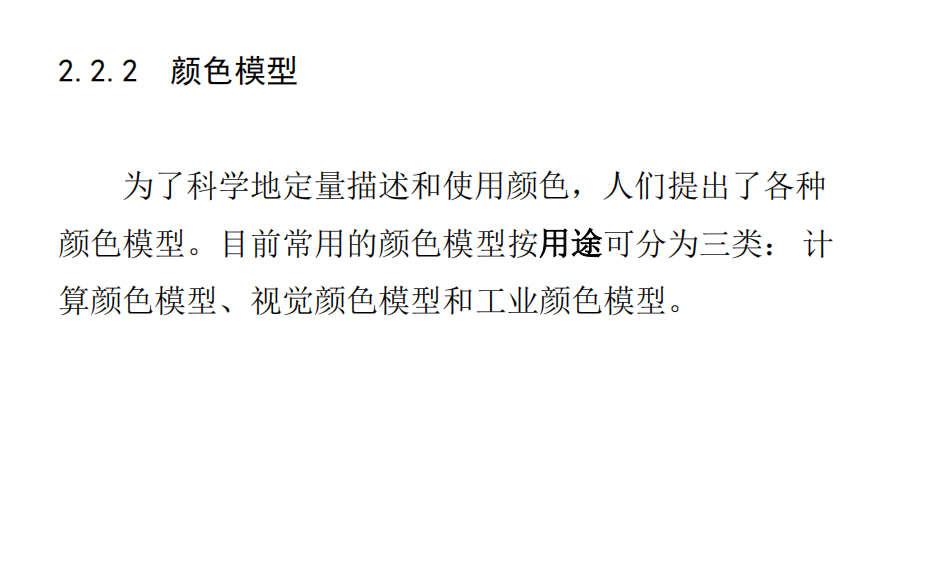 2.2.2 颜色模型
为了科学地定量描述和使用颜色，人们提出了各种
颜色模型。目前常用的颜色模型按用途可分为三类： 计
算颜色模型、视觉颜色模型和工业颜色模型。